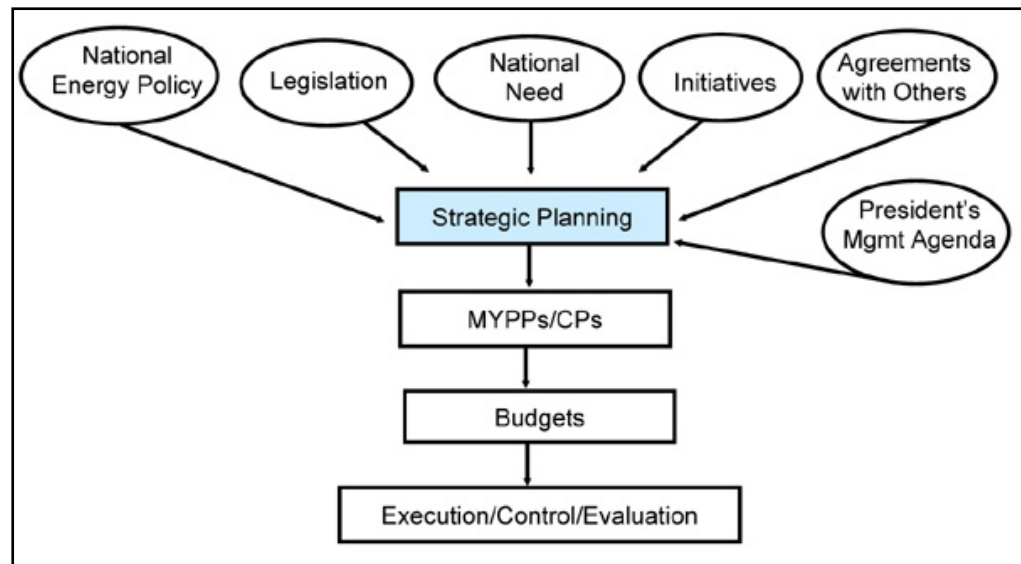 National
Energy Policy
Legislation
National
Need
Initiatives
Agreements
with Others
Strategic Planning
President's
Mgmt Agenda
MYPPs/CPs
Budgets
Execution/Control/Evaluation